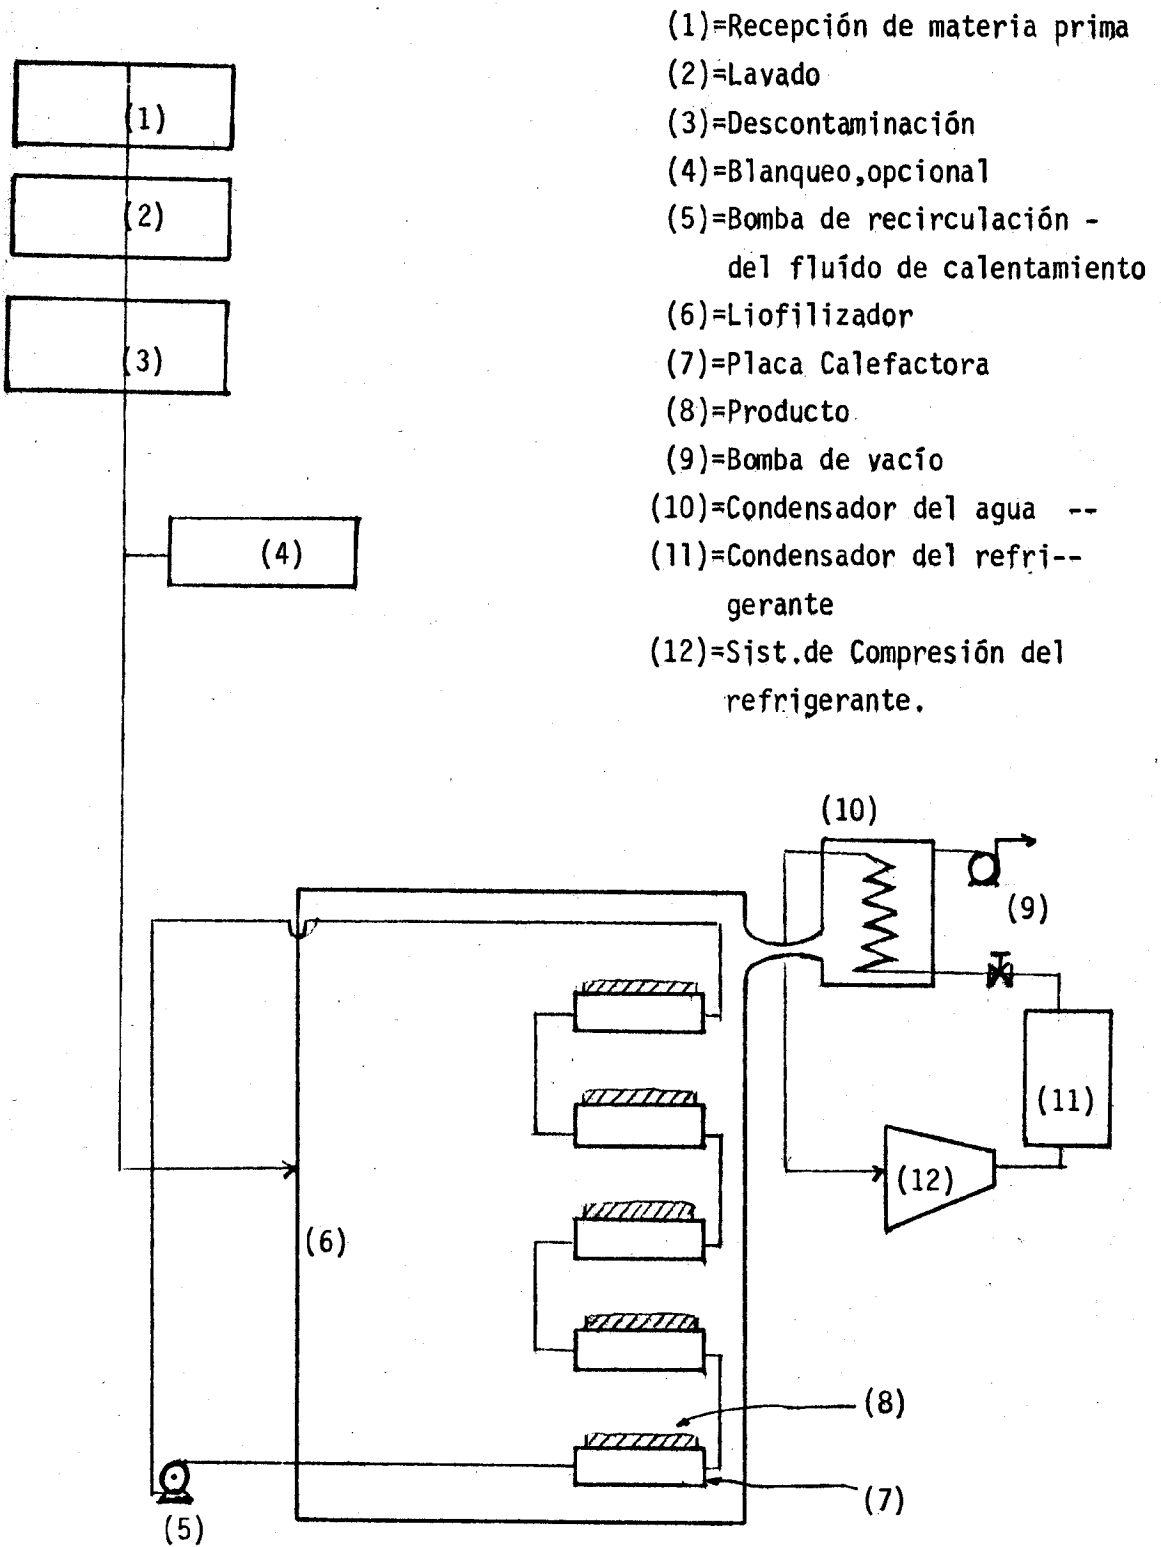 (1)=Recepción de materia prima
(2)=Lavado
(3)=Descontaminación
(4)=Blanqueo,opcional
(5)=Bomba de recirculación -
del fluído de calentamiento
(6)=Liofilizador
(7)=Placa Calefactora
(8)=Producto
(9)=Bomba de vacío
(10)=Condensador del agua --
(11)=Condensador del refri--
gerante
(12)=Sist.de Compresión del
refrigerante.
(1)
(2)
(3)
(4)
(10)
(9)
(11)
(12)
(6)
(8)
(7)
(5)